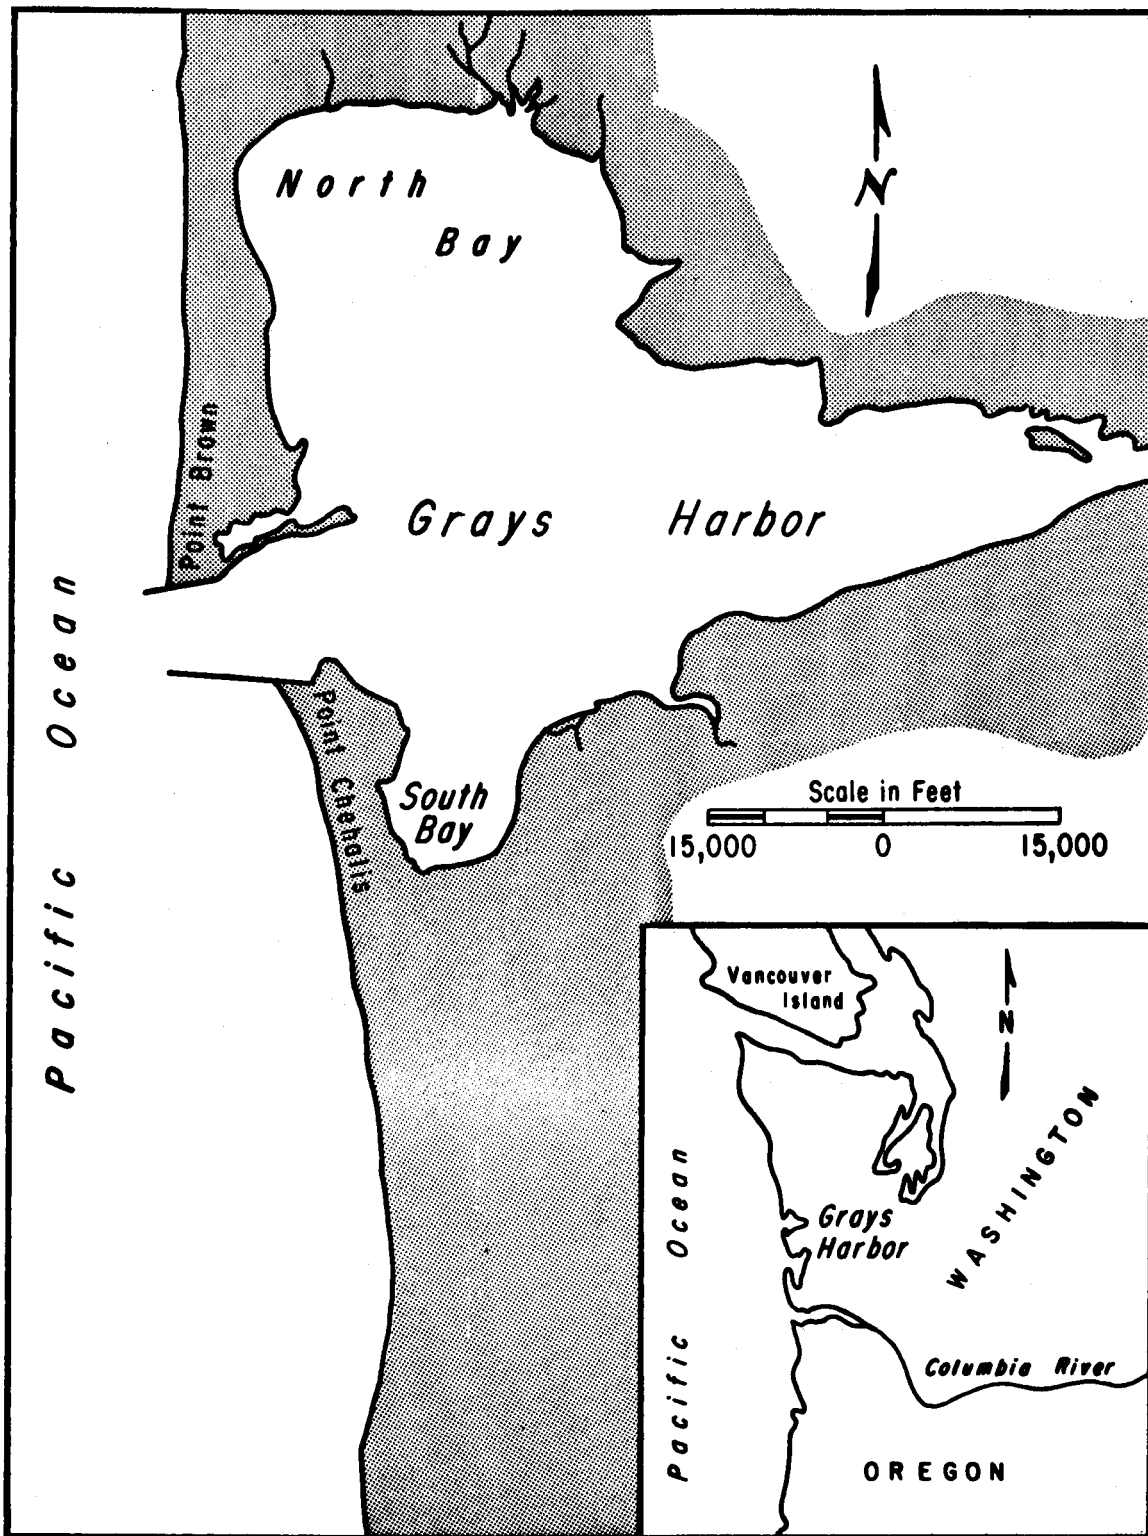 North
Bay
N
Point Brown
Grays Harbor
Pacific Ocean
Point Chehalis
South
Bay
Scale in Feet
15,000 0 15,000
Vancouver
Island
N
WASHINGTON
Grays
Harbor
Pacific Ocean
Columbia River
OREGON